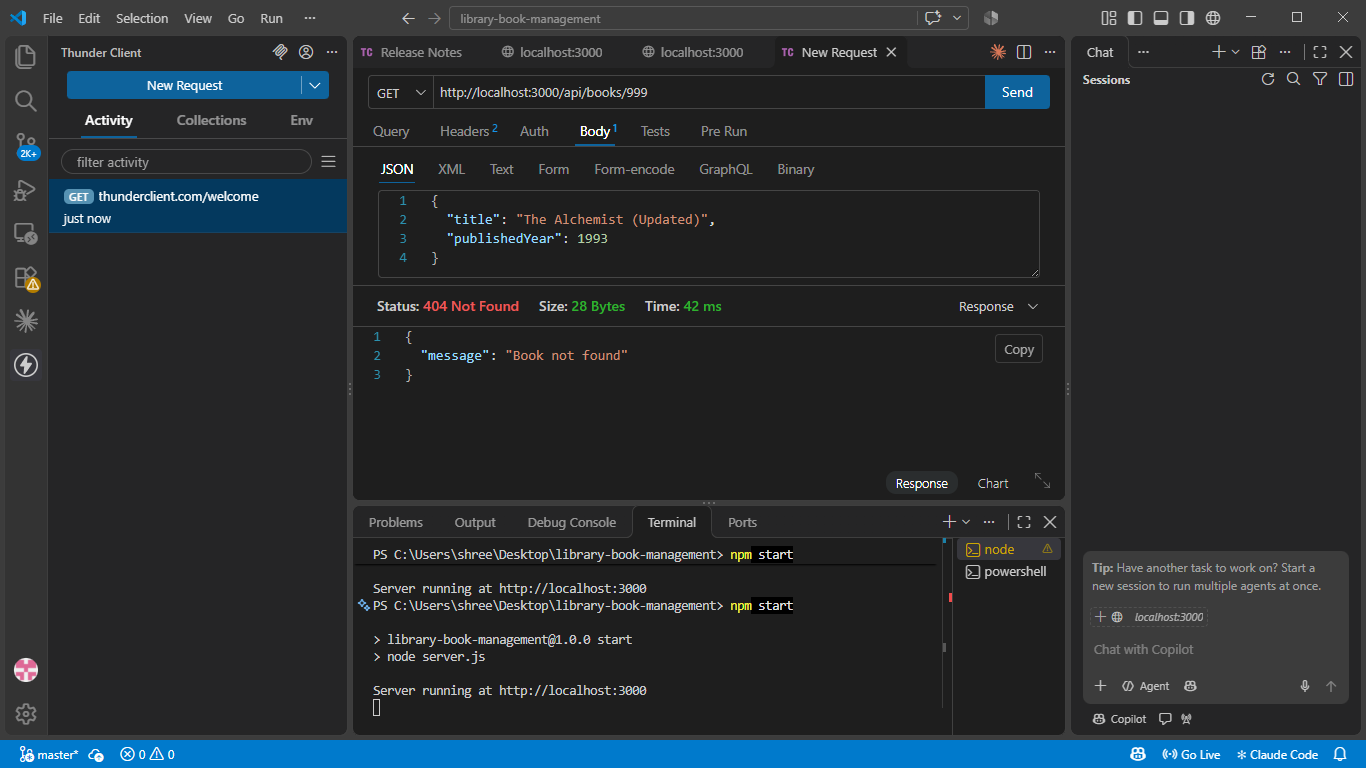 File Edit Selection View Go Run ···
library-book-management
Thunder Client
New Request
Activity Collections Env
filter activity
GET thunderclient.com/welcome
just now
2K+
TC Release Notes localhost:3000 localhost:3000 TC New Request
GET http://localhost:3000/api/books/999 Send
Query Headers 2 Auth Body 1 Tests Pre Run
JSON XML Text Form Form-encode GraphQL Binary
1 {
2 "title": "The Alchemist (Updated)",
3 "publishedYear": 1993
4 }
Status: 404 Not Found Size: 28 Bytes Time: 42 ms Response
1 {
2 "message": "Book not found"
3 }
Copy
Response Chart
Problems Output Debug Console Terminal Ports
PS C:\Users\shree\Desktop\library-book-management> npm start
Server running at http://localhost:3000
PS C:\Users\shree\Desktop\library-book-management> npm start
> library-book-management@1.0.0 start
> node server.js
Server running at http://localhost:3000
node
powershell
Chat
Sessions
Tip: Have another task to work on? Start a
new session to run multiple agents at once.
localhost:3000
Chat with Copilot
Agent
Copilot
master* 0 0 Go Live Claude Code